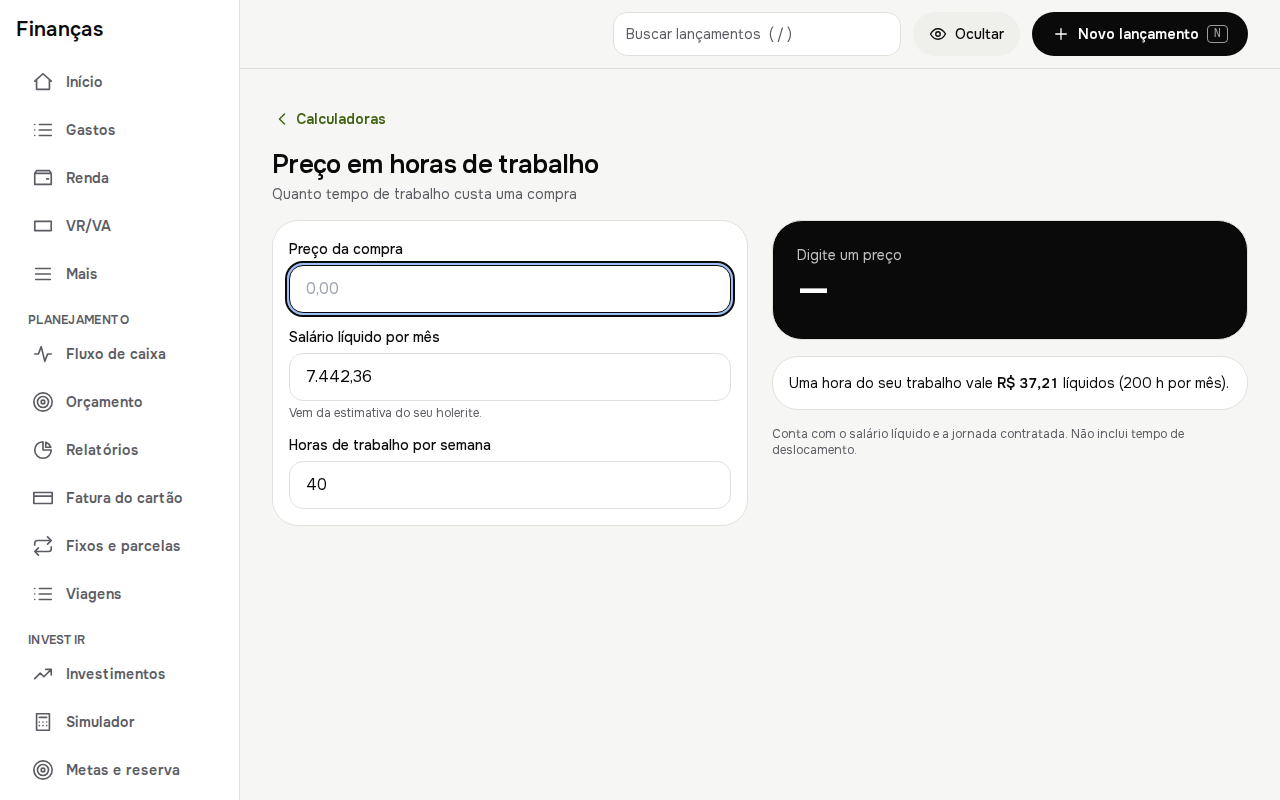 Finanças
Início
Gastos
Renda
VR/VA
Mais
PLANEJAMENTO
Fluxo de caixa
Orçamento
Relatórios
Fatura do cartão
Fixos e parcelas
Viagens
INVESTIR
Investimentos
Simulador
Metas e reserva
Buscar lançamentos ( / )
Ocultar
Novo lançamento N
Calculadoras
Preço em horas de trabalho
Quanto tempo de trabalho custa uma compra
Preço da compra
0,00
Salário líquido por mês
7.442,36
Vem da estimativa do seu holerite.
Horas de trabalho por semana
40
Digite um preço
—
Uma hora do seu trabalho vale R$ 37,21 líquidos (200 h por mês).
Conta com o salário líquido e a jornada contratada. Não inclui tempo de
deslocamento.